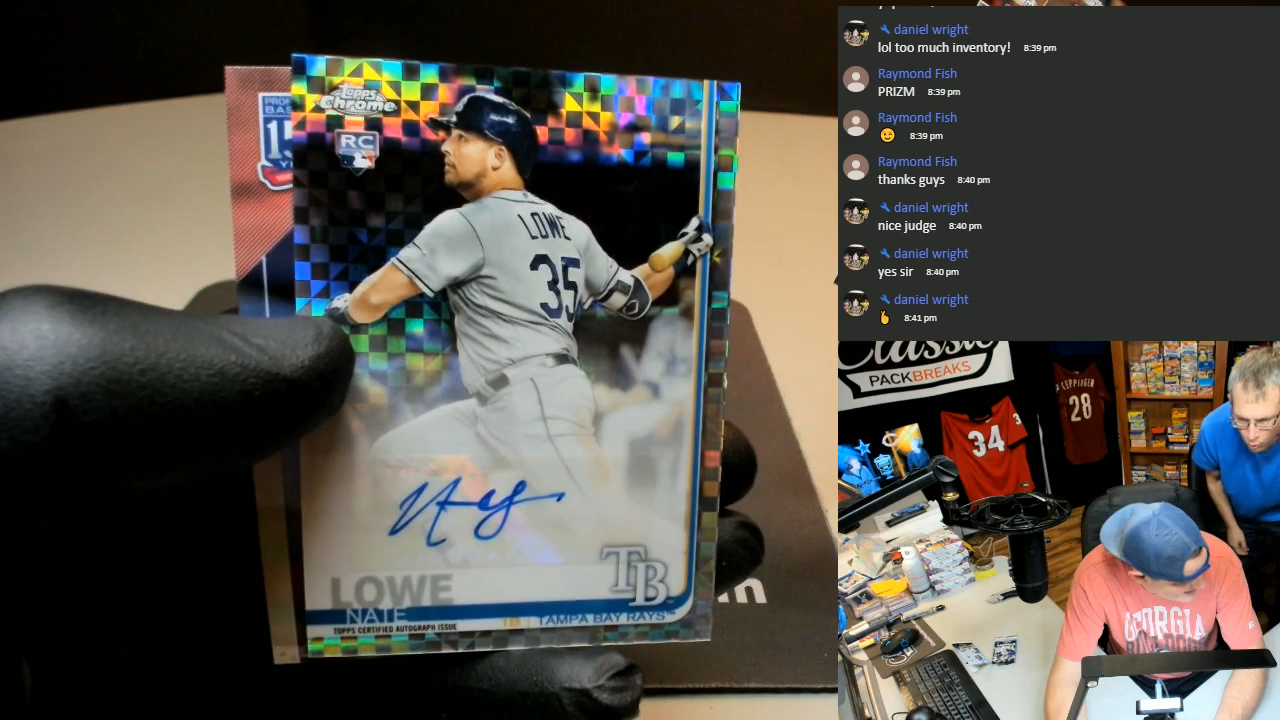 Topps
Chrome
RC
LOWE
35
LOWE
NATE
TOPPS CERTIFIED AUTOGRAPH ISSUE
1B
TAMPA BAY RAYS™
TB
daniel wright
lol too much inventory! 8:39 pm
Raymond Fish
PRIZM 8:39 pm
Raymond Fish
😉 8:39 pm
Raymond Fish
thanks guys 8:40 pm
daniel wright
nice judge 8:40 pm
daniel wright
yes sir 8:40 pm
daniel wright
8:41 pm
Classic
PACKBREAKS
34
28
GEORGIA